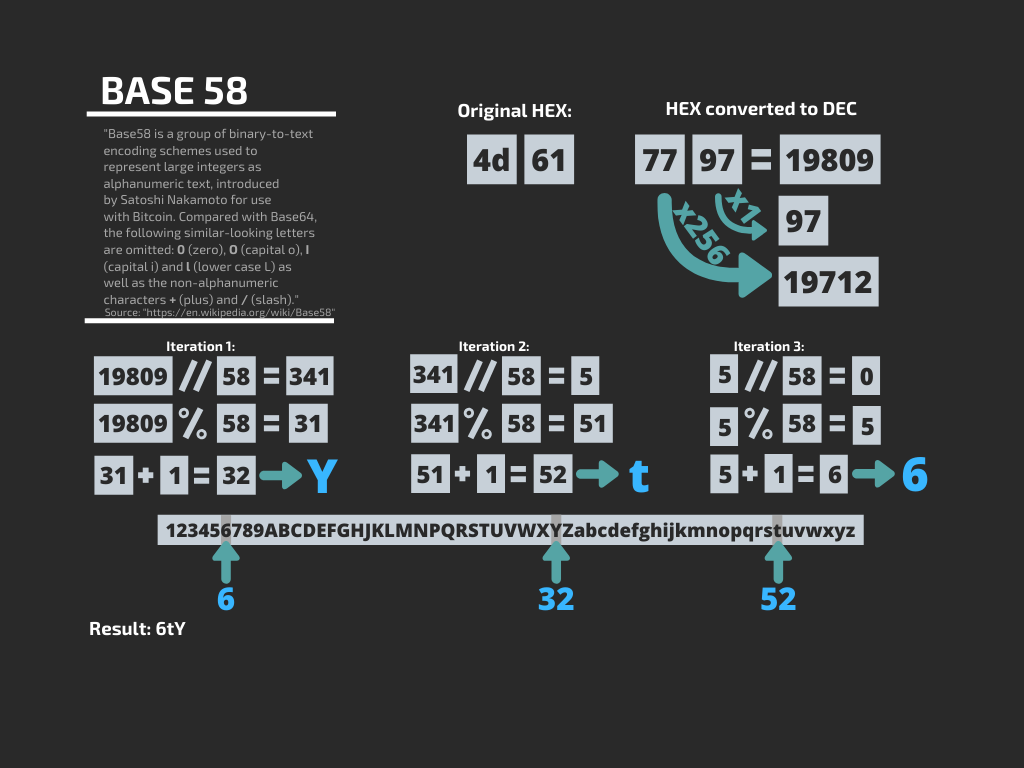 BASE 58
"Base58 is a group of binary-to-text
encoding schemes used to
represent large integers as
alphanumeric text, introduced
by Satoshi Nakamoto for use
with Bitcoin. Compared with Base64,
the following similar-looking letters
are omitted: 0 (zero), O (capital o), I
(capital i) and l (lower case L) as
well as the non-alphanumeric
characters + (plus) and / (slash)."
Source: "https://en.wikipedia.org/wiki/Base58"
Original HEX:
4d 61
HEX converted to DEC
77 97 = 19809
x256 x1
97
19712
Iteration 1:
19809 // 58 = 341
19809 % 58 = 31
31 + 1 = 32 Y
Iteration 2:
341 // 58 = 5
341 % 58 = 51
51 + 1 = 52 t
Iteration 3:
5 // 58 = 0
5 % 58 = 5
5 + 1 = 6 6
123456789ABCDEFGHJKLMNPQRSTUVWXYZabcdefghijkmnopqrstuvwxyz
6 32 52
Result: 6tY